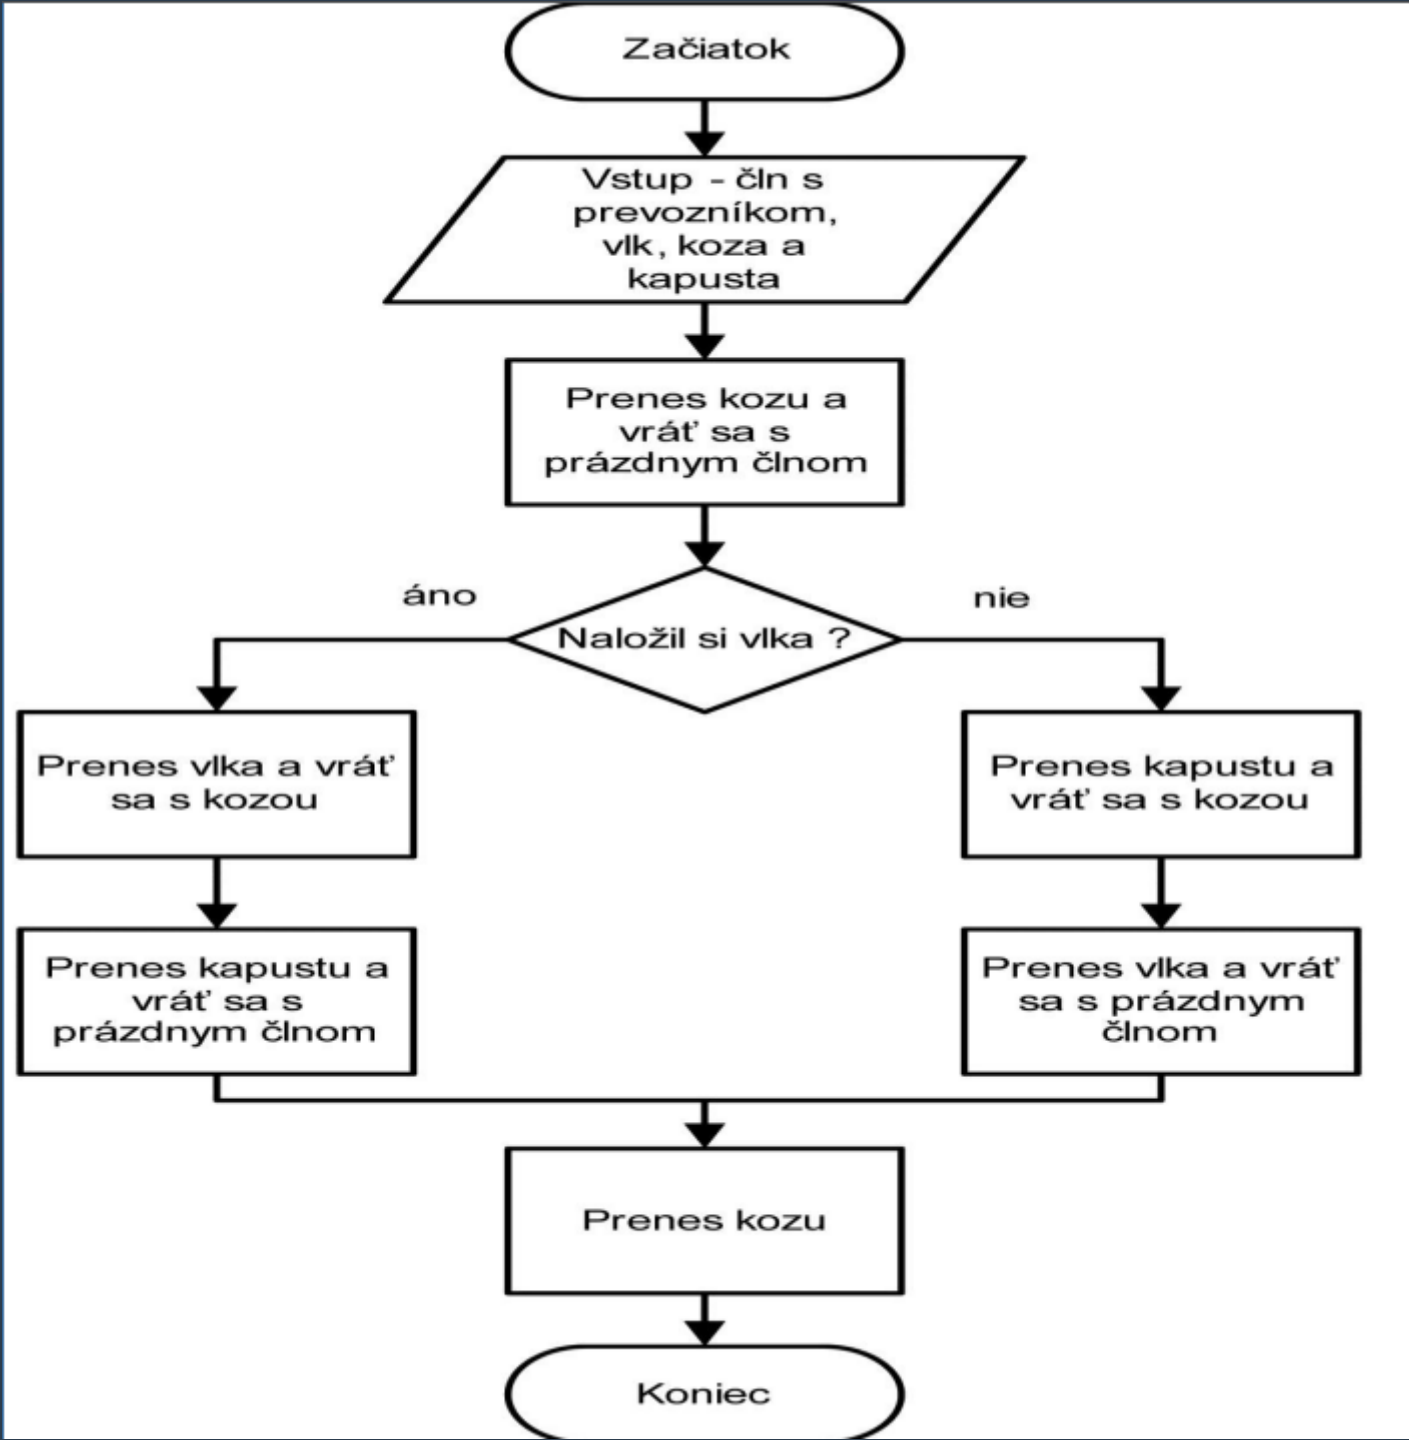 Začiatok
Vstup - čln s
prevozníkom,
vlk, koza a
kapusta
Prenes kozu a
vráť sa s
prázdnym člnom
áno
nie
Naložil si vlka ?
Prenes vlka a vráť
sa s kozou
Prenes kapustu a
vráť sa s kozou
Prenes kapustu a
vráť sa s
prázdnym člnom
Prenes vlka a vráť
sa s prázdnym
člnom
Prenes kozu
Koniec